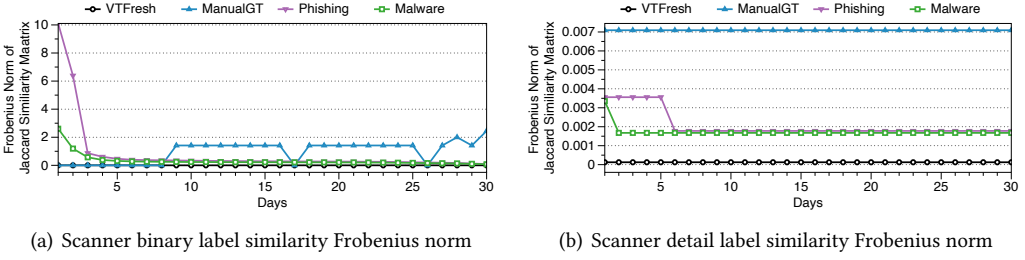 VTFresh ManualGT Phishing Malware
Frobenius Norm of
Jaccard Similiarity Maatrix
10
8
6
4
2
0
5 10 15 20 25 30
Days
(a) Scanner binary label similarity Frobenius norm
VTFresh ManualGT Phishing Malware
Frobenius Norm of
Jaccard Similiarity Maatrix
0.007
0.006
0.005
0.004
0.003
0.002
0.001
0
5 10 15 20 25 30
Days
(b) Scanner detail label similarity Frobenius norm